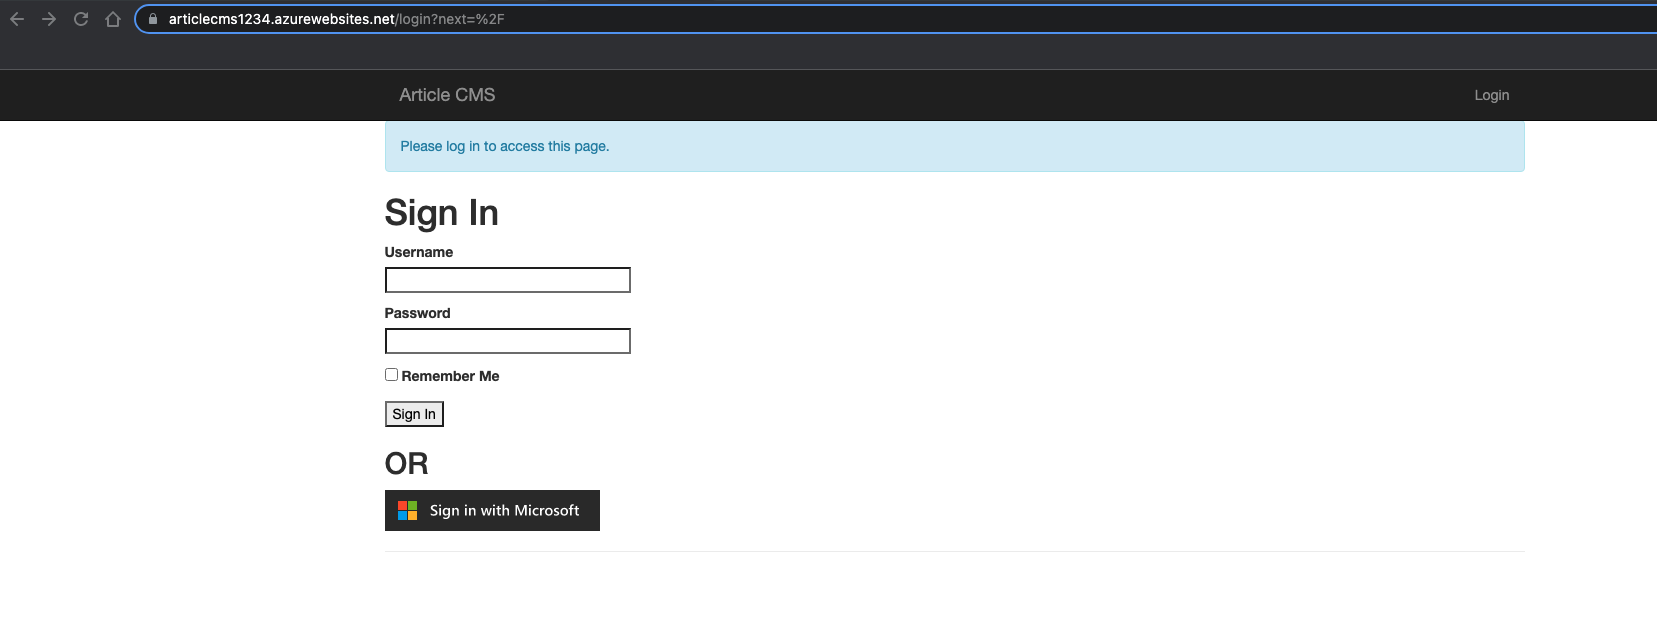 articlecms1234.azurewebsites.net/login?next=%2F
Article CMS
Login
Please log in to access this page.
Sign In
Username
Password
Remember Me
Sign In
OR
Sign in with Microsoft